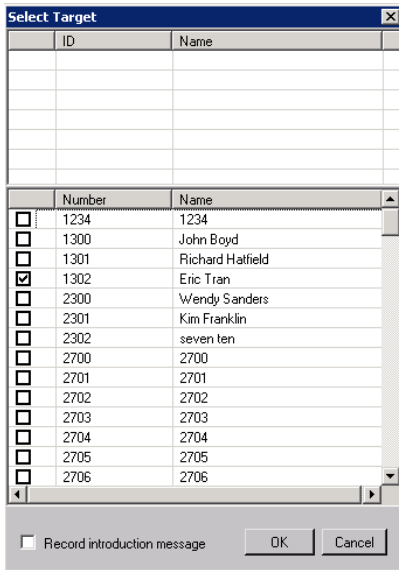 Select Target
ID Name
Number Name
1234 1234
1300 John Boyd
1301 Richard Hatfield
1302 Eric Tran
2300 Wendy Sanders
2301 Kim Franklin
2302 seven ten
2700 2700
2701 2701
2702 2702
2703 2703
2704 2704
2705 2705
2706 2706
Record introduction message OK Cancel